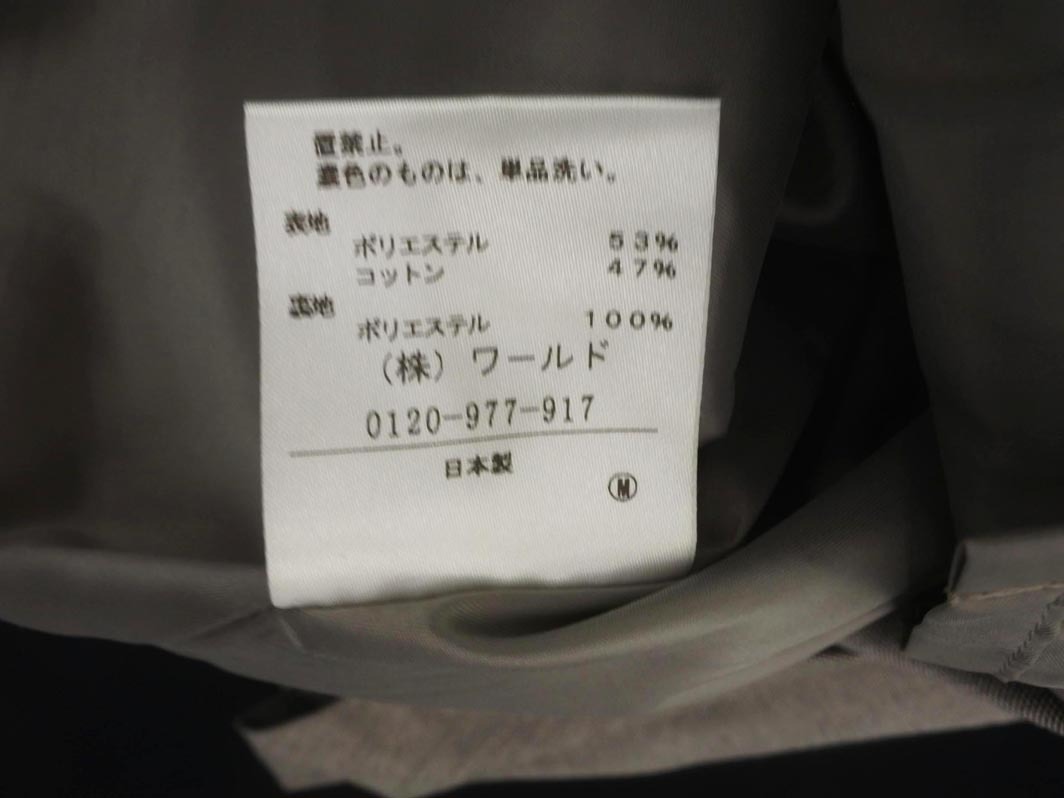 直禁止。
濃色のものは、単品洗い。
表地
ポリエステル 53%
コットン 47%
裏地
ポリエステル 100%
(株)ワールド
0120-977-917
日本製
Ⓜ